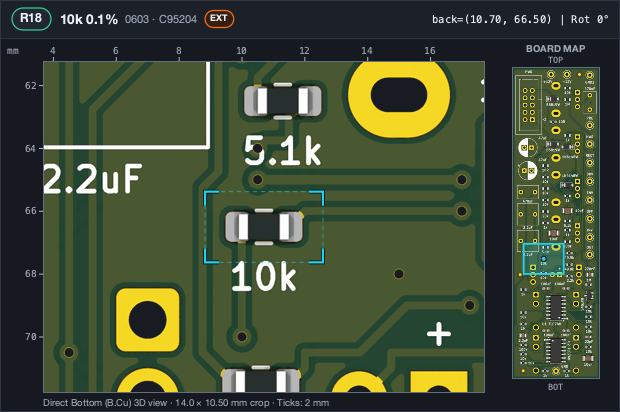 R18 10k 0.1% 0603 · C95204 EXT back=(10.70, 66.50) | Rot 0°
mm 4 6 8 10 12 14 16
BOARD MAP
TOP
62
5.1k
64
2.2uF
66
10k
68
70
+
BOT
Direct Bottom (B.Cu) 3D view · 14.0 × 10.50 mm crop · Ticks: 2 mm